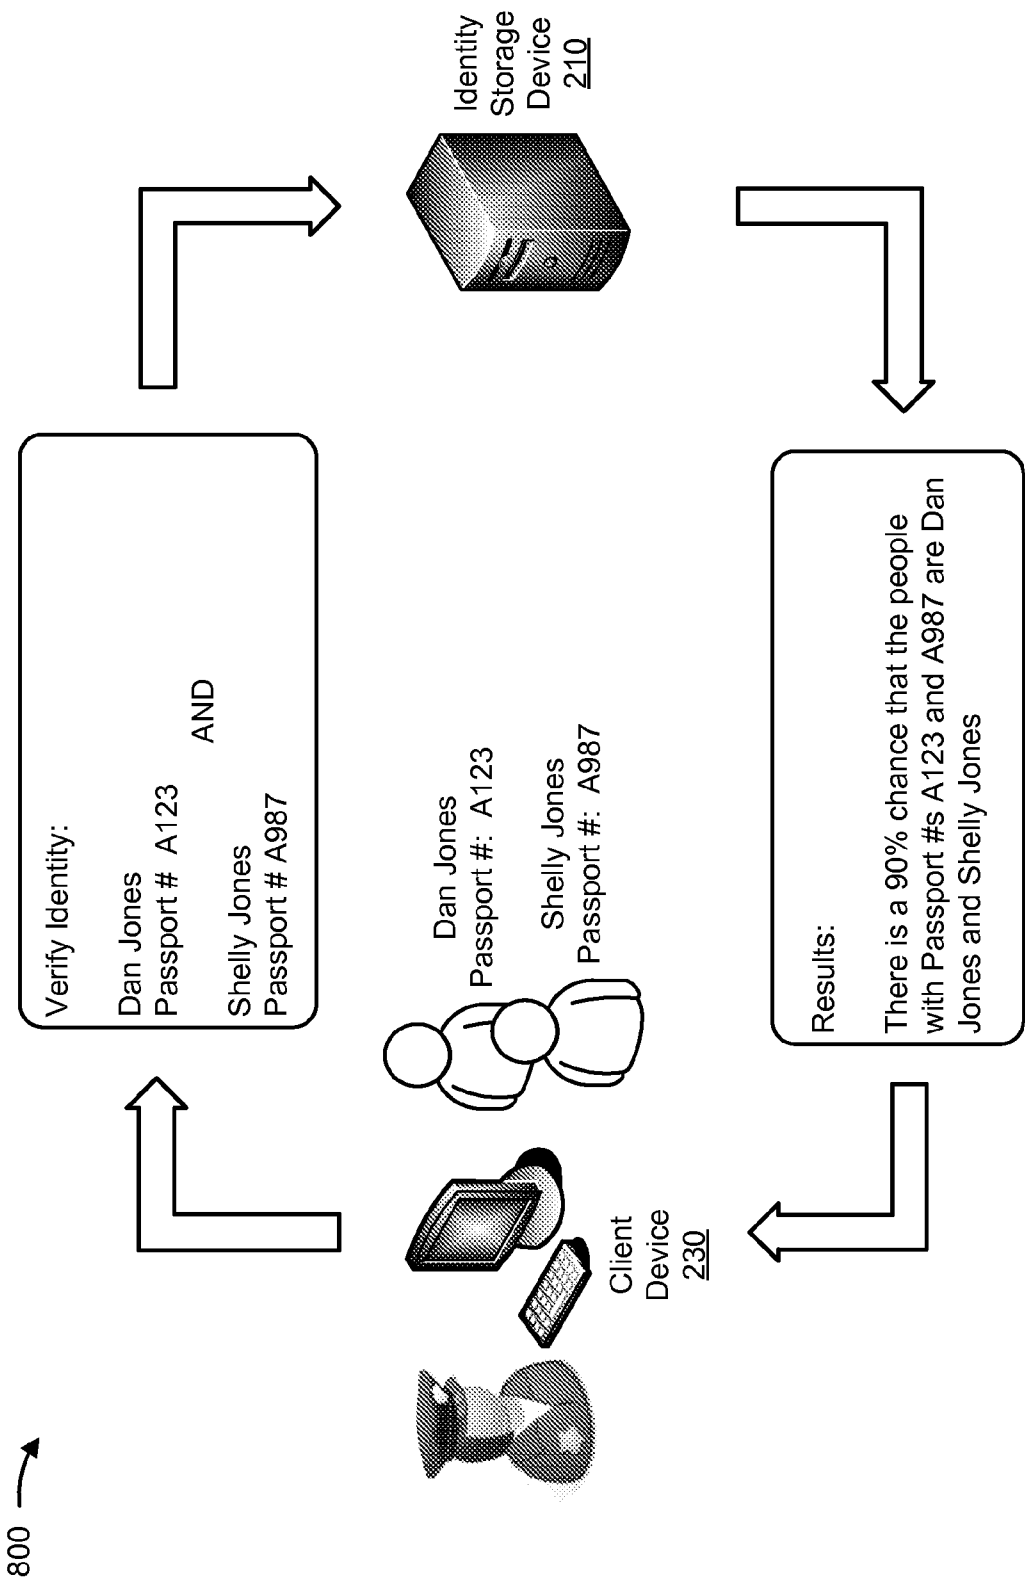 800
Verify Identity:
Dan Jones
Passport # A123
AND
Shelly Jones
Passport # A987
Dan Jones
Passport #: A123
Shelly Jones
Passport #: A987
Client
Device
230
Identity
Storage
Device
210
Results:
There is a 90% chance that the people
with Passport #s A123 and A987 are Dan
Jones and Shelly Jones